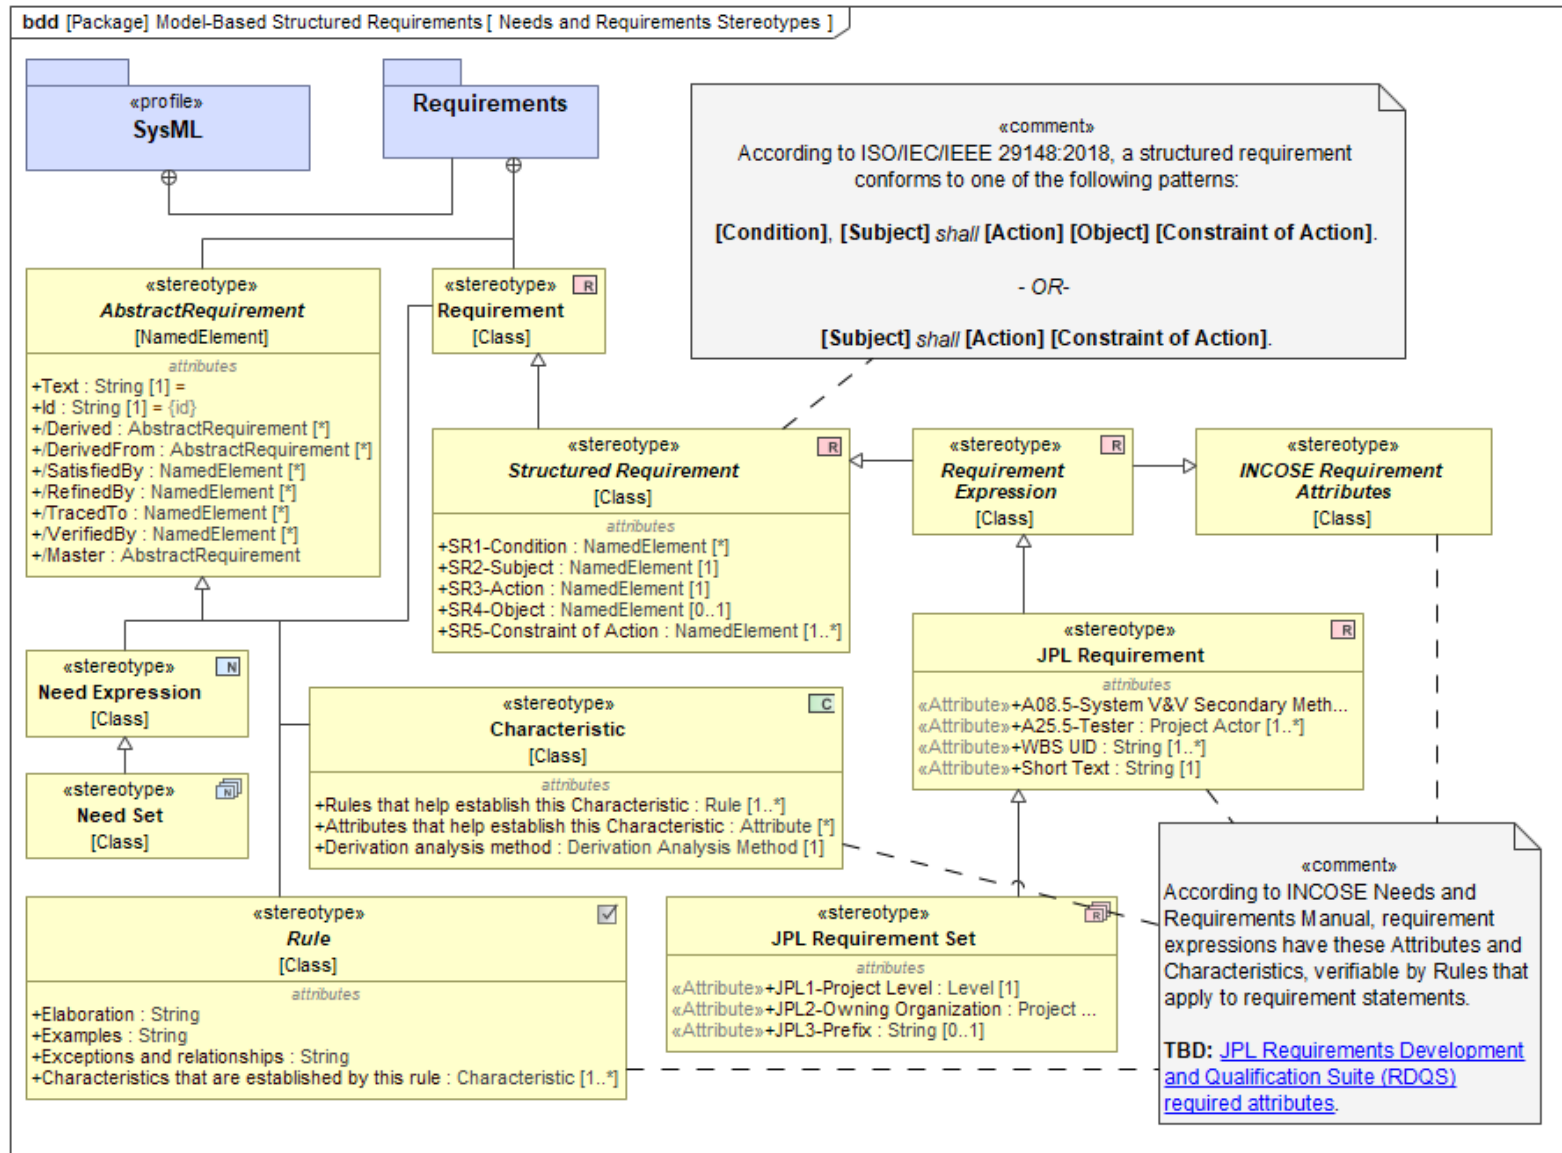 bdd [Package] Model-Based Structured Requirements [ Needs and Requirements Stereotypes ]
«profile»
SysML
Requirements
«comment»
According to ISO/IEC/IEEE 29148:2018, a structured requirement
conforms to one of the following patterns:
[Condition], [Subject] shall [Action] [Object] [Constraint of Action].
- OR-
[Subject] shall [Action] [Constraint of Action].
«stereotype»
AbstractRequirement
[NamedElement]
attributes
+Text : String [1] =
+Id : String [1] = {id}
+/Derived : AbstractRequirement [*]
+/DerivedFrom : AbstractRequirement [*]
+/SatisfiedBy : NamedElement [*]
+/RefinedBy : NamedElement [*]
+/TracedTo : NamedElement [*]
+/VerifiedBy : NamedElement [*]
+/Master : AbstractRequirement
«stereotype» R
Requirement
[Class]
«stereotype» R
Structured Requirement
[Class]
attributes
+SR1-Condition : NamedElement [*]
+SR2-Subject : NamedElement [1]
+SR3-Action : NamedElement [1]
+SR4-Object : NamedElement [0..1]
+SR5-Constraint of Action : NamedElement [1..*]
«stereotype» R
Requirement
Expression
[Class]
«stereotype»
INCOSE Requirement
Attributes
[Class]
«stereotype» N
Need Expression
[Class]
«stereotype» N
Need Set
[Class]
«stereotype» C
Characteristic
[Class]
attributes
+Rules that help establish this Characteristic : Rule [1..*]
+Attributes that help establish this Characteristic : Attribute [*]
+Derivation analysis method : Derivation Analysis Method [1]
«stereotype» R
JPL Requirement
attributes
«Attribute»+A08.5-System V&V Secondary Meth...
«Attribute»+A25.5-Tester : Project Actor [1..*]
«Attribute»+WBS UID : String [1..*]
«Attribute»+Short Text : String [1]
«stereotype»
Rule
[Class]
attributes
+Elaboration : String
+Examples : String
+Exceptions and relationships : String
+Characteristics that are established by this rule : Characteristic [1..*]
«stereotype» R
JPL Requirement Set
attributes
«Attribute»+JPL1-Project Level : Level [1]
«Attribute»+JPL2-Owning Organization : Project ...
«Attribute»+JPL3-Prefix : String [0..1]
«comment»
According to INCOSE Needs and
Requirements Manual, requirement
expressions have these Attributes and
Characteristics, verifiable by Rules that
apply to requirement statements.
TBD: JPL Requirements Development
and Qualification Suite (RDQS)
required attributes.